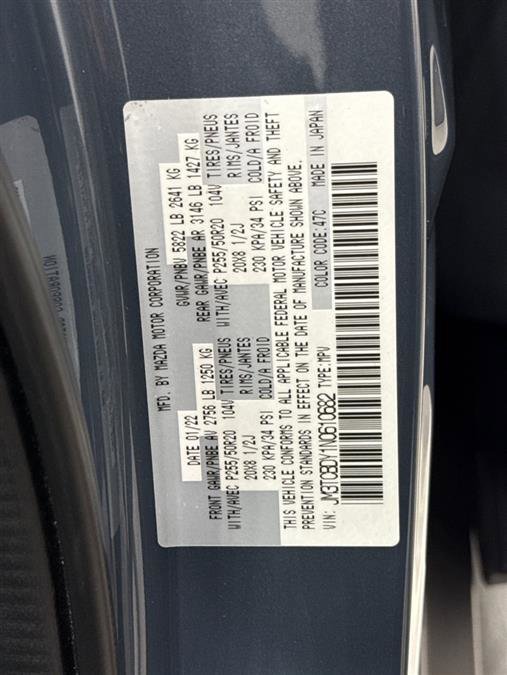 MFD. BY MAZDA MOTOR CORPORATION
DATE 01/22 GVWR/PNBV 5822 LB 2641 KG
FRONT GAWR/PNBE AV 2756 LB 1250 KG REAR GAWR/PNBE AR 3146 LB 1427 KG
WITH/AVEC P255/50R20 104V TIRES/PNEUS WITH/AVEC P255/50R20 104V TIRES/PNEUS
20X8 1/2J RIMS/JANTES 20X8 1/2J RIMS/JANTES
230 KPA/34 PSI COLD/A FROID 230 KPA/34 PSI COLD/A FROID
THIS VEHICLE CONFORMS TO ALL APPLICABLE FEDERAL MOTOR VEHICLE SAFETY AND THEFT
PREVENTION STANDARDS IN EFFECT ON THE DATE OF MANUFACTURE SHOWN ABOVE.
VIN: JM3TCBDY1N0610682 TYPE:MPV COLOR CODE:47C MADE IN JAPAN